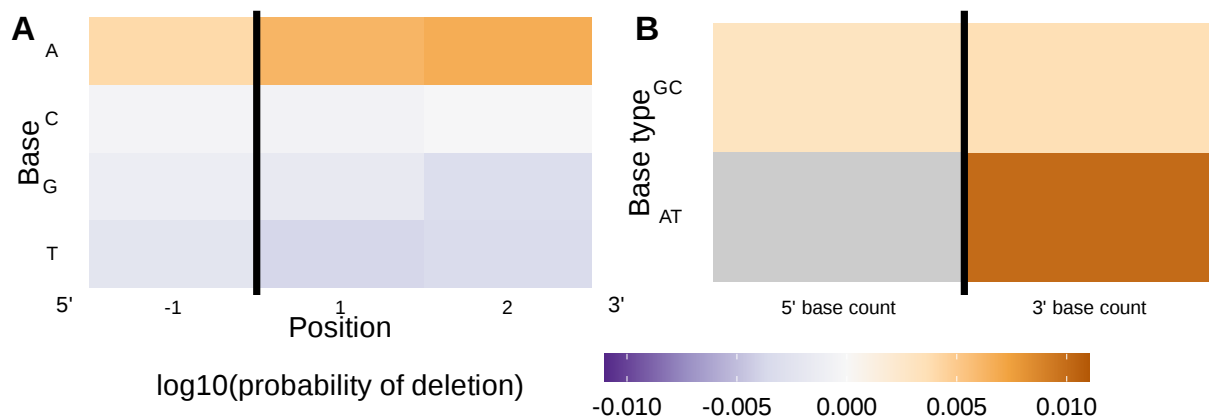 A
B
Base
A
C
G
T
5'
-1
1
2
3'
Position
Base type
GC
AT
5' base count
3' base count
log10(probability of deletion)
-0.010
-0.005
0.000
0.005
0.010